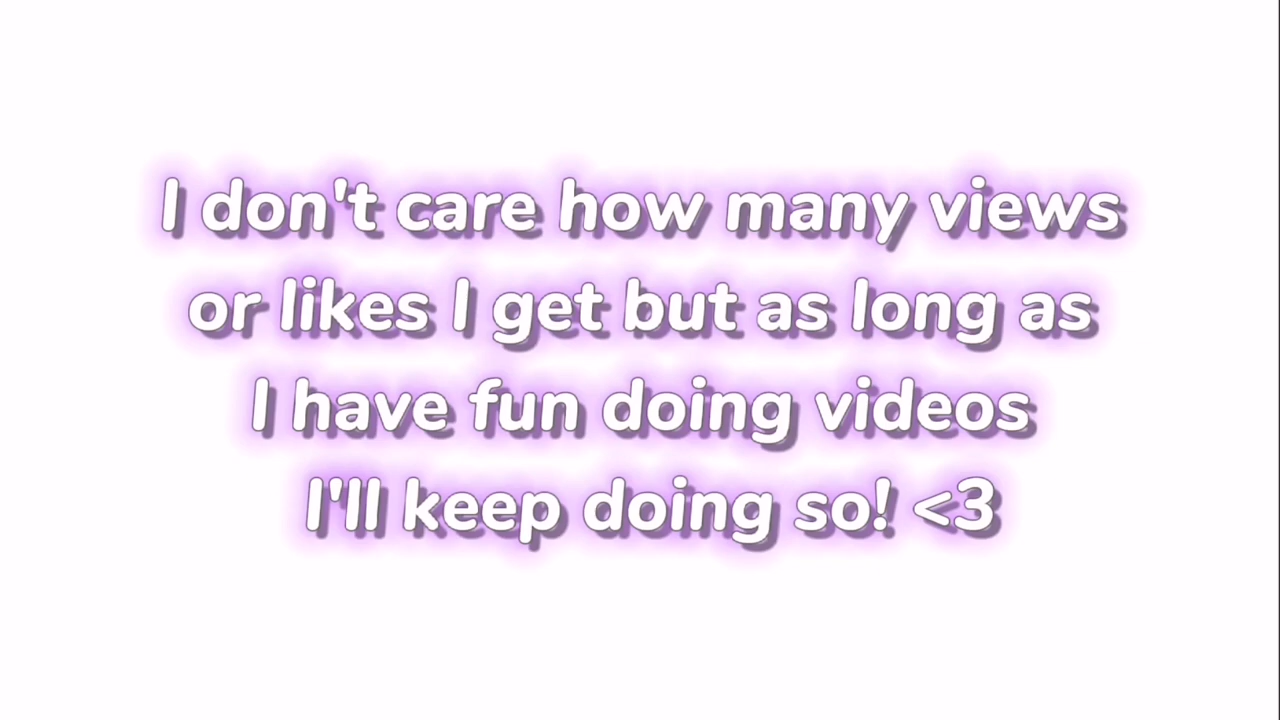 I don't care how many views
or likes I get but as long as
I have fun doing videos
I'll keep doing so! <3